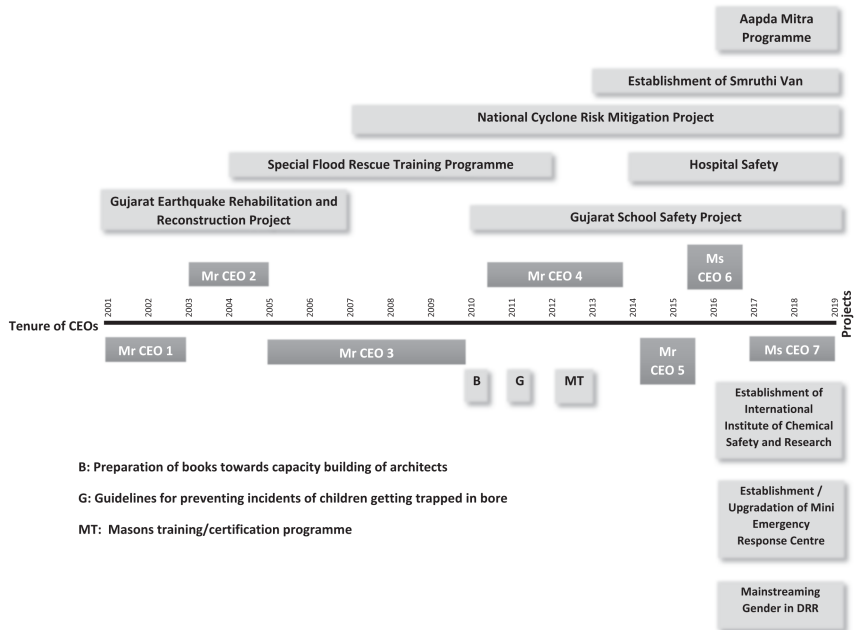 Aapda Mitra
Programme
Establishment of Smruthi Van
National Cyclone Risk Mitigation Project
Special Flood Rescue Training Programme
Hospital Safety
Gujarat Earthquake Rehabilitation and
Reconstruction Project
Gujarat School Safety Project
Mr CEO 2
Mr CEO 4
Ms
CEO 6
2001 2002 2003 2004 2005 2006 2007 2008 2009 2010 2011 2012 2013 2014 2015 2016 2017 2018 2019
Tenure of CEOs
Projects
Mr CEO 1
Mr CEO 3
Mr
CEO 5
Ms CEO 7
B
G
MT
Establishment of
International
Institute of Chemical
Safety and Research
B: Preparation of books towards capacity building of architects
G: Guidelines for preventing incidents of children getting trapped in bore
MT: Masons training/certification programme
Establishment /
Upgradation of Mini
Emergency
Response Centre
Mainstreaming
Gender in DRR